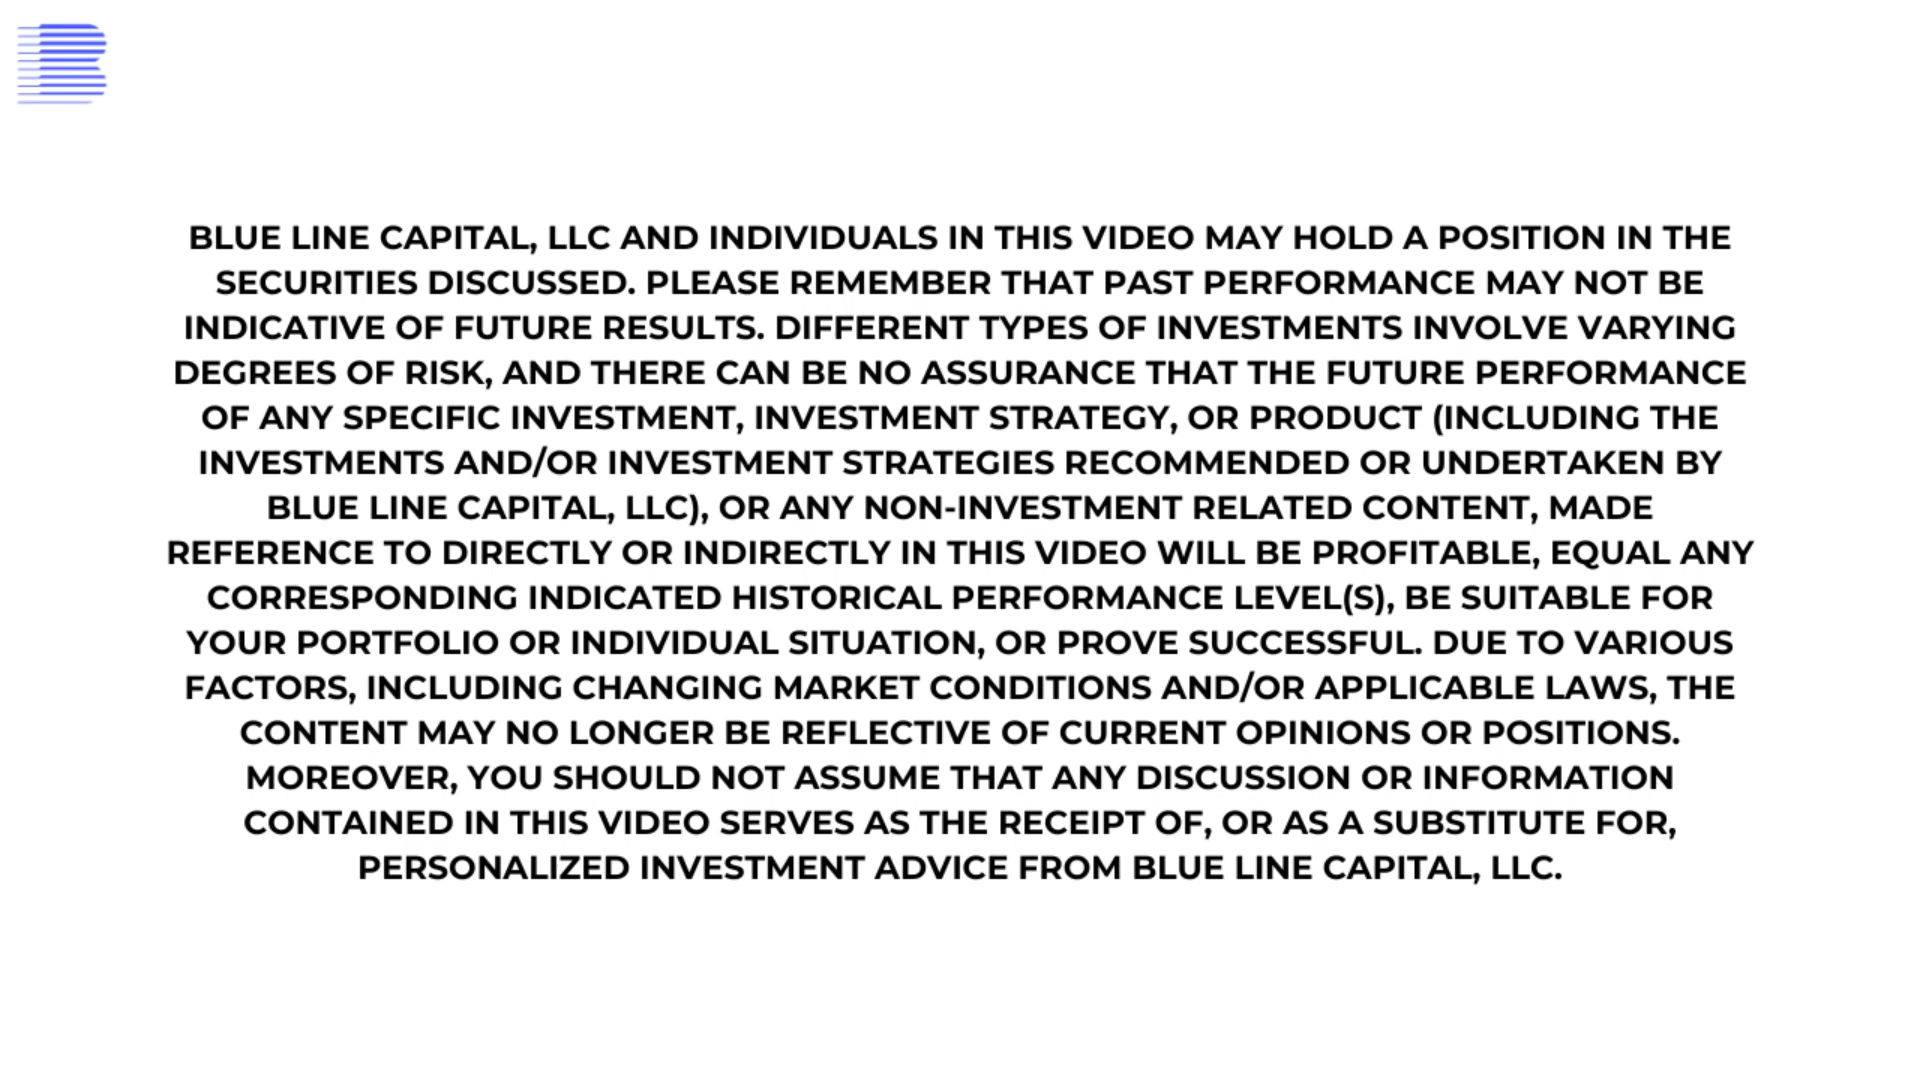 BLUE LINE CAPITAL, LLC AND INDIVIDUALS IN THIS VIDEO MAY HOLD A POSITION IN THE
SECURITIES DISCUSSED. PLEASE REMEMBER THAT PAST PERFORMANCE MAY NOT BE
INDICATIVE OF FUTURE RESULTS. DIFFERENT TYPES OF INVESTMENTS INVOLVE VARYING
DEGREES OF RISK, AND THERE CAN BE NO ASSURANCE THAT THE FUTURE PERFORMANCE
OF ANY SPECIFIC INVESTMENT, INVESTMENT STRATEGY, OR PRODUCT (INCLUDING THE
INVESTMENTS AND/OR INVESTMENT STRATEGIES RECOMMENDED OR UNDERTAKEN BY
BLUE LINE CAPITAL, LLC), OR ANY NON-INVESTMENT RELATED CONTENT, MADE
REFERENCE TO DIRECTLY OR INDIRECTLY IN THIS VIDEO WILL BE PROFITABLE, EQUAL ANY
CORRESPONDING INDICATED HISTORICAL PERFORMANCE LEVEL(S), BE SUITABLE FOR
YOUR PORTFOLIO OR INDIVIDUAL SITUATION, OR PROVE SUCCESSFUL. DUE TO VARIOUS
FACTORS, INCLUDING CHANGING MARKET CONDITIONS AND/OR APPLICABLE LAWS, THE
CONTENT MAY NO LONGER BE REFLECTIVE OF CURRENT OPINIONS OR POSITIONS.
MOREOVER, YOU SHOULD NOT ASSUME THAT ANY DISCUSSION OR INFORMATION
CONTAINED IN THIS VIDEO SERVES AS THE RECEIPT OF, OR AS A SUBSTITUTE FOR,
PERSONALIZED INVESTMENT ADVICE FROM BLUE LINE CAPITAL, LLC.